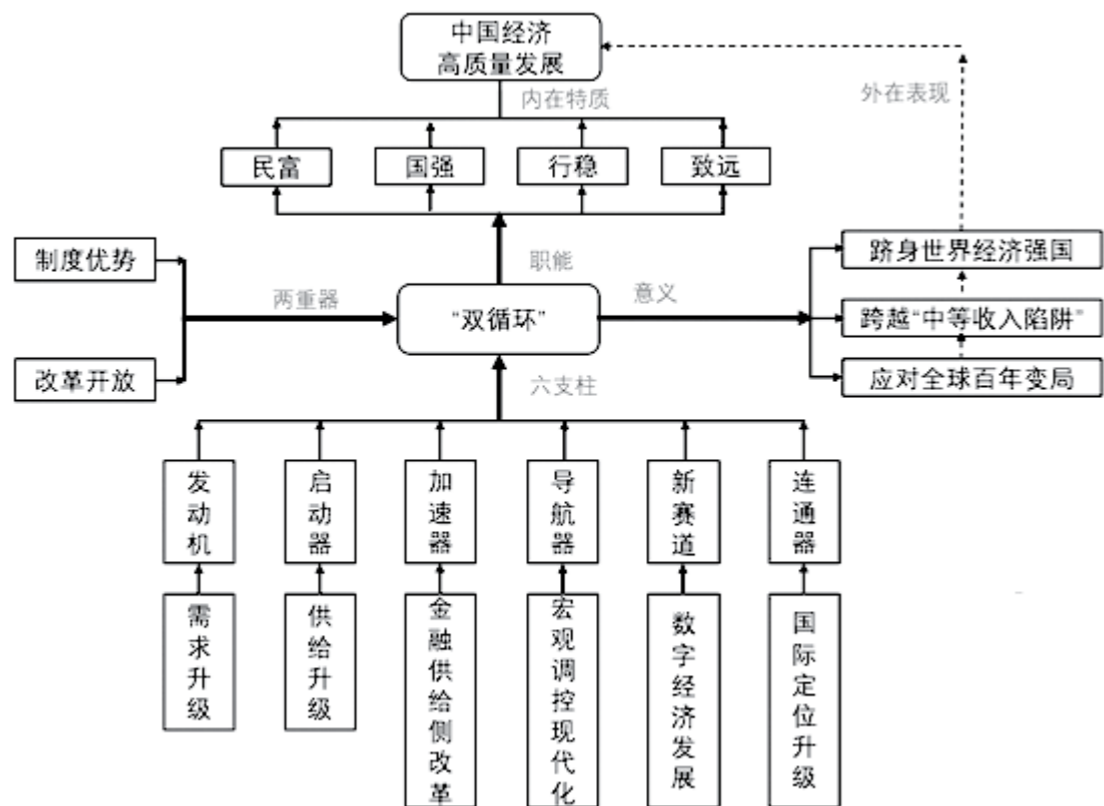 中国经济
高质量发展
内在特质
外在表现
民富
国强
行稳
致远
制度优势
职能
跻身世界经济强国
两重器
意义
“双循环”
跨越“中等收入陷阱”
改革开放
六支柱
应对全球百年变局
发动机
启动器
加速器
导航器
新赛道
连通器
需求升级
供给升级
金融供给侧改革
宏观调控现代化
数字经济发展
国际定位升级